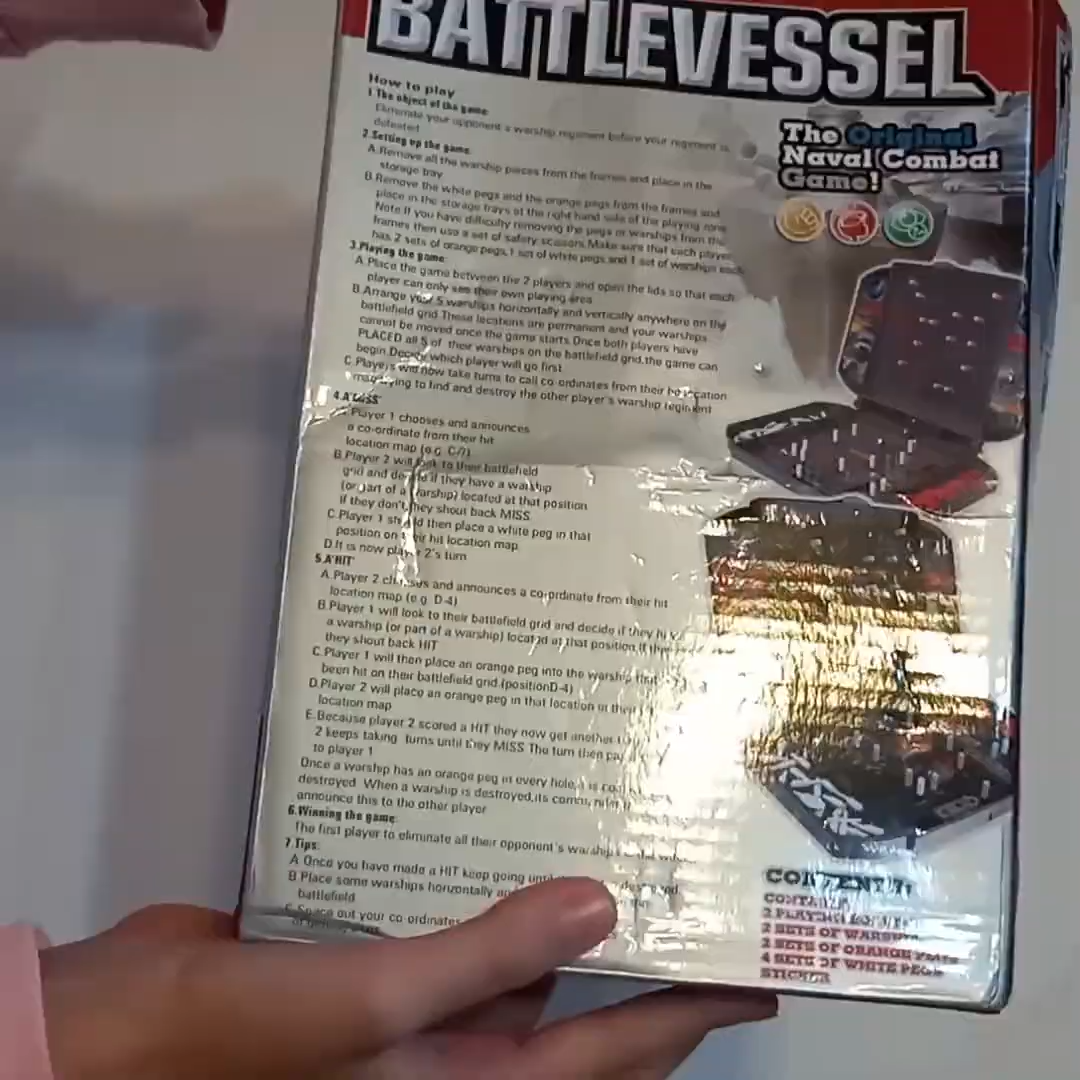 BATTLEVESSEL
The Original
Naval Combat
Game!
How to play
1 The object of the game
Eliminate your opponent s warship regiment before your regiment is
defeated
2.Setting up the game
A.Remove all the warship pieces from the frames and place in the
storage tray
B.Remove the white pegs and the orange pegs from the frames and
place in the storage trays at the right hand side of the playing zone
Note If you have difficulty removing the pegs or warships from the
frames then use a set of safety scissors Make sure that each player
has 2 sets of orange pegs,1 set of white pegs and 1 set of warships each
3.Playing the game
A.Place the game between the 2 players and open the lids so that each
player can only see their own playing area
B.Arrange your 5 warships horizontally and vertically anywhere on the
battlefield grid These locations are permanent and your warships
cannot be moved once the game starts Once both players have
PLACED all 5 of their warships on the battlefield grid,the game can
begin.Decide which player will go first
C.Players will now take turns to call co ordinates from their location
to find and destroy the other player's warship regiment
4.A'MISS'
Player 1 chooses and announces
a co-ordinate from their hit
location map
B.Player 2 will look to their battlefield
grid and decide if they have a warship
(or part of a warship) located at that position
if they don't they shout back MISS
C.Player 1 should then place a white peg in that
position on their hit location map
D.It is now player 2's turn
5.A'HIT'
A.Player 2 chooses and announces a co-ordinate from their hit
location map (e.g D-4)
B.Player 1 will look to their battlefield grid and decide if they
a warship (or part of a warship) located at that position.If
they shout back HIT
C.Player 1 will then place an orange peg into the warship that
been hit on their battlefield grid.(positionD-4)
D.Player 2 will place an orange peg in that location on their
location map
E.Because player 2 scored a HIT they now get another
2 keeps taking turns until they MISS The turn then
to player 1
Once a warship has an orange peg in every hole,it is
destroyed When a warship is destroyed,its
announce this to the other player
6.Winning the game:
The first player to eliminate all their opponent's warships
7.Tips:
A Once you have made a HIT keep going until
B Place some warships horizontally
battlefield
Space out your co-ordinates
CONTENT
2 SETS OF
2 SETS OF ORANGE
4 SETS OF WHITE PEGS
STICKER